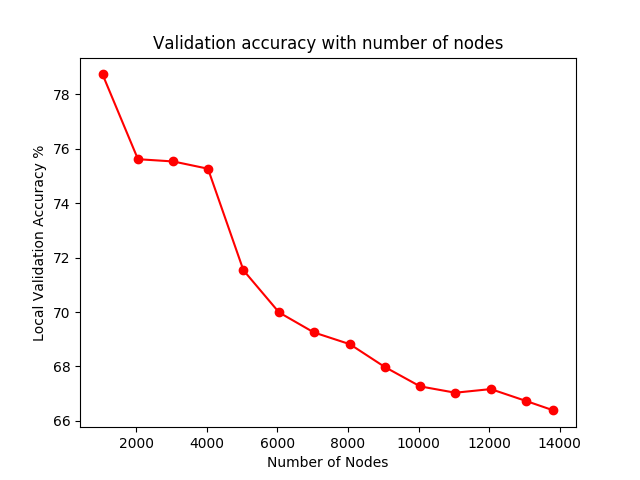 Validation accuracy with number of nodes
Local Validation Accuracy %
78
76
74
72
70
68
66
2000 4000 6000 8000 10000 12000 14000
Number of Nodes